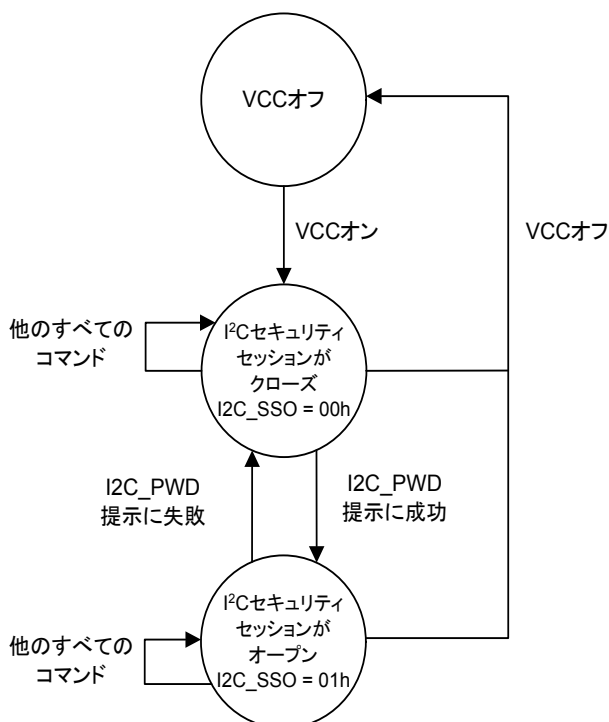 VCCオフ
VCCオン
VCCオフ
他のすべての
コマンド
I²Cセキュリティ
セッションが
クローズ
I2C_SSO = 00h
I2C_PWD
提示に失敗
I2C_PWD
提示に成功
他のすべての
コマンド
I²Cセキュリティ
セッションが
オープン
I2C_SSO = 01h